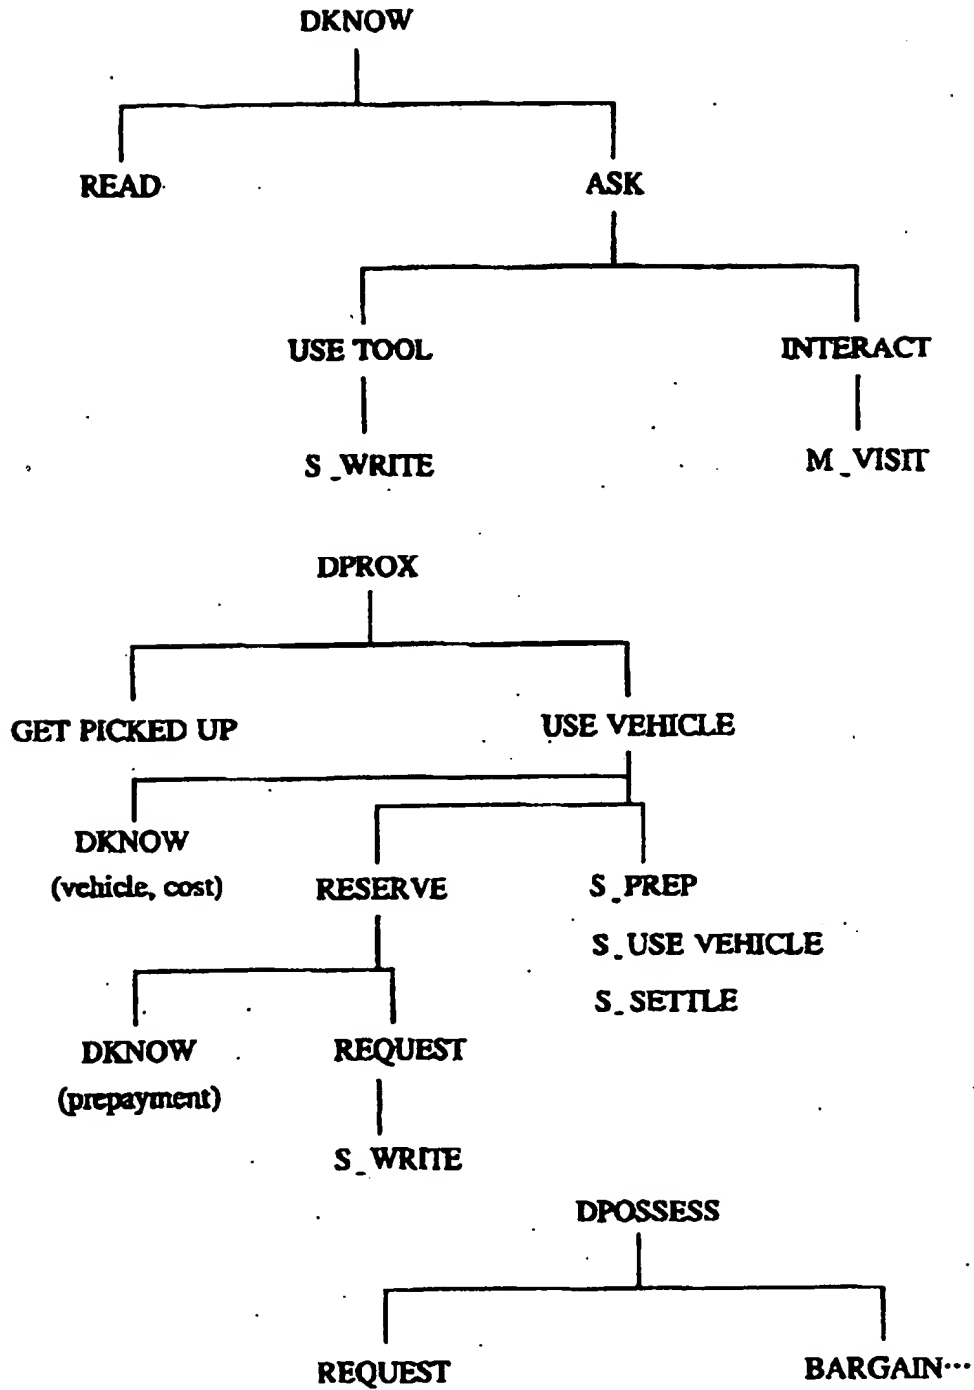 DKNOW
READ
ASK
USE TOOL
INTERACT
S_WRITE
M_VISIT
DPROX
GET PICKED UP
USE VEHICLE
DKNOW
(vehicle, cost)
RESERVE
S_PREP
S_USE VEHICLE
S_SETTLE
DKNOW
(prepayment)
REQUEST
S_WRITE
DPOSSESS
REQUEST
BARGAIN...